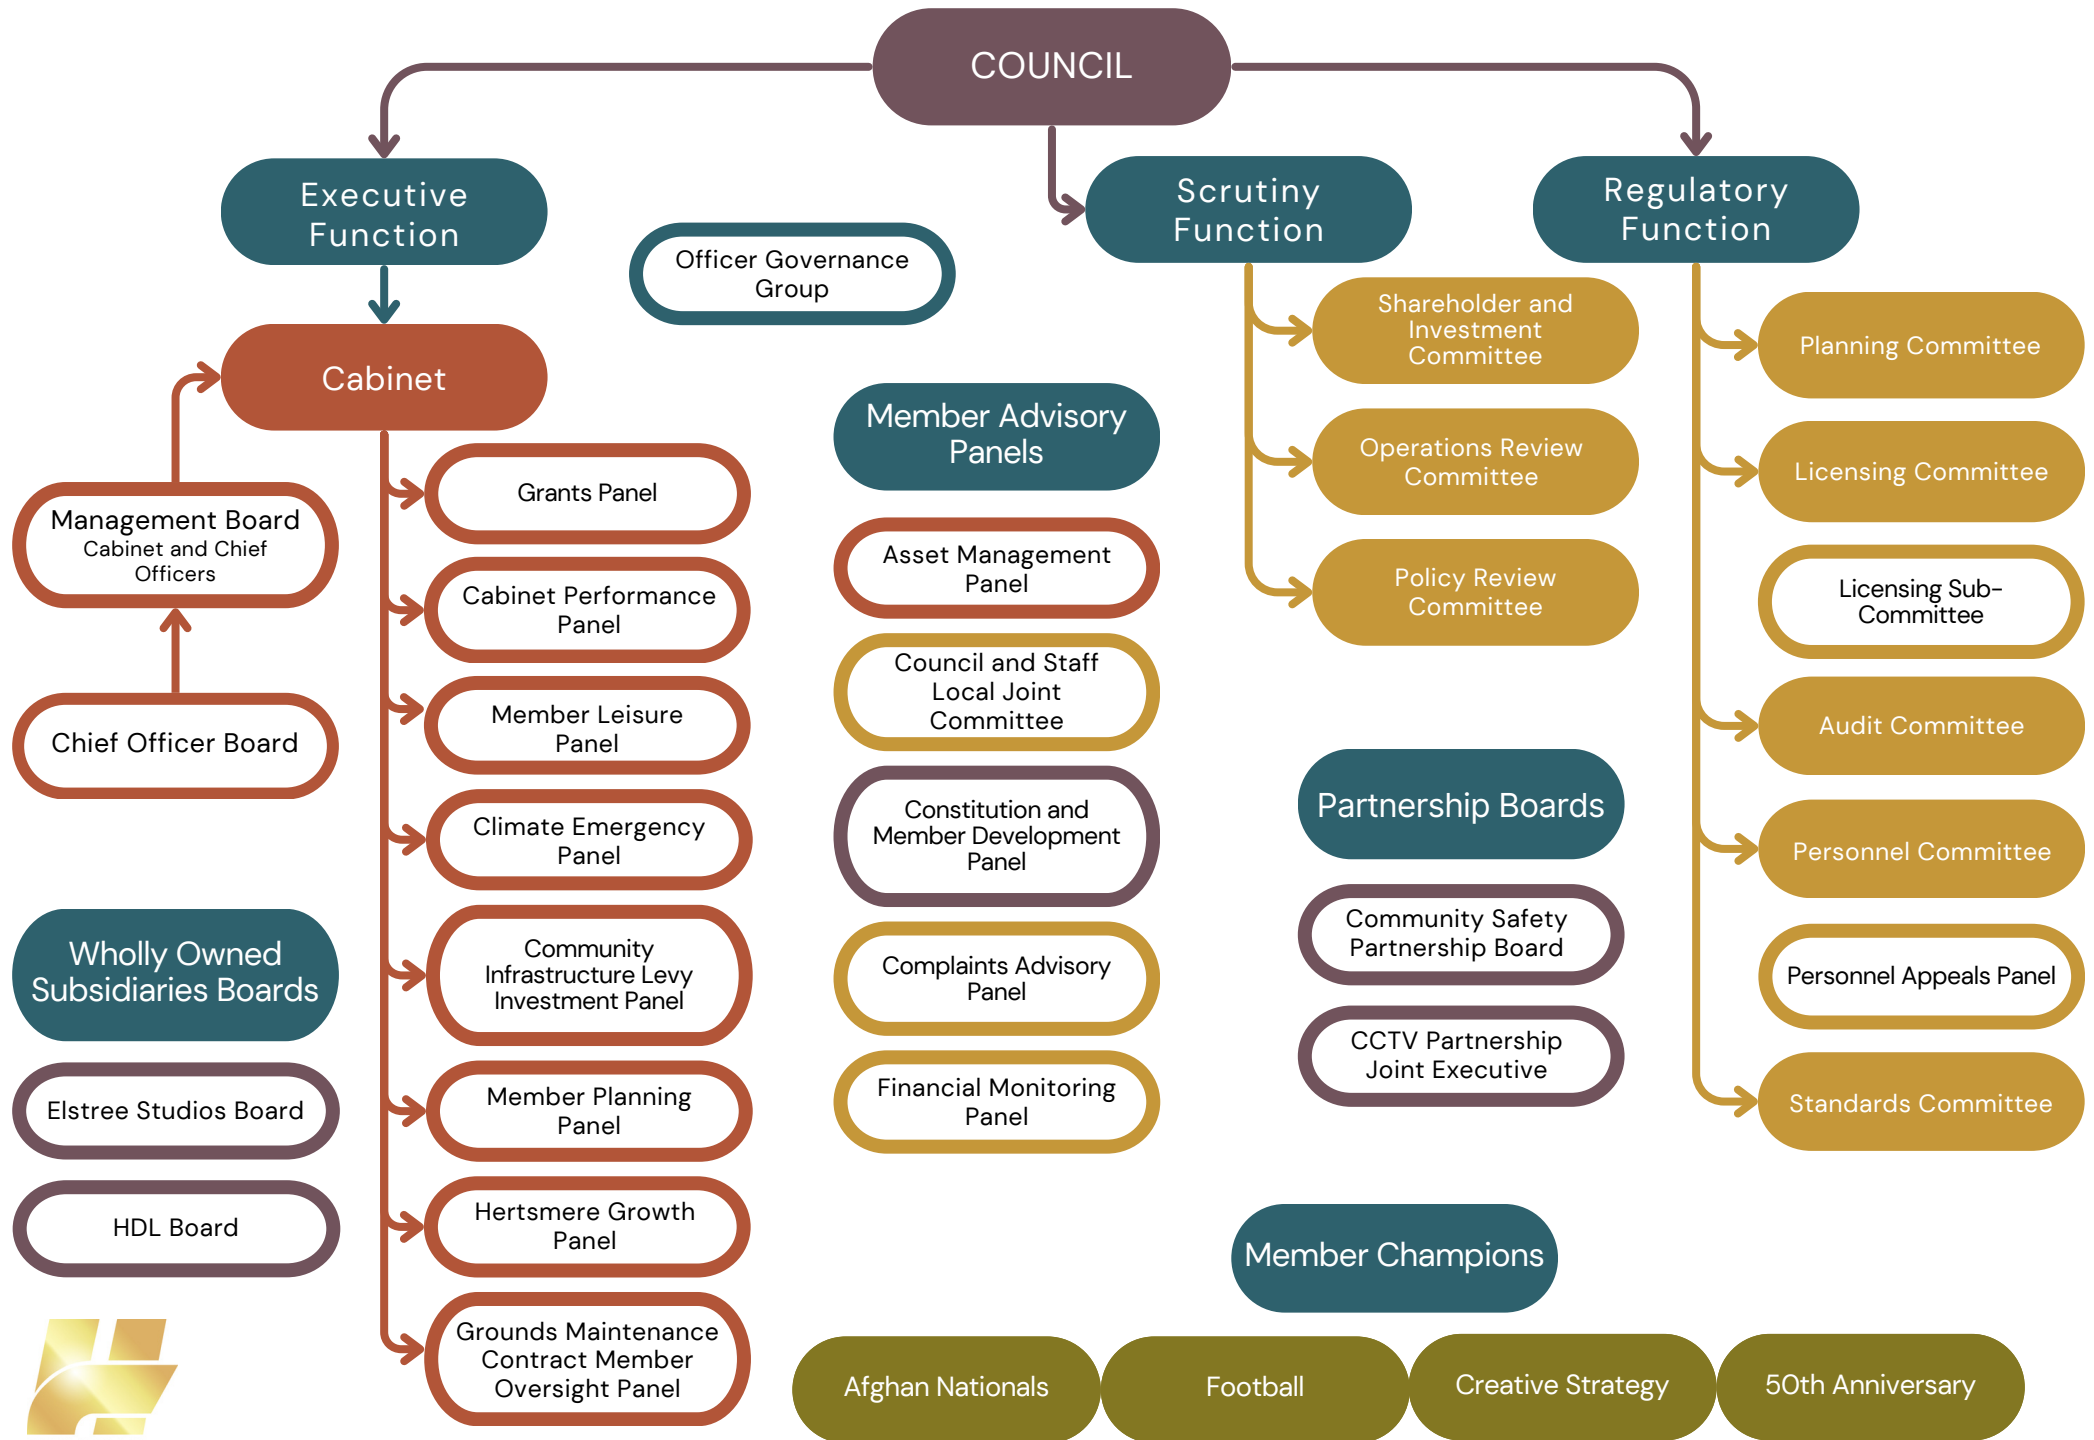 COUNCIL
Executive
Function
Officer Governance
Group
Scrutiny
Function
Regulatory
Function
Cabinet
Management Board
Cabinet and Chief
Officers
Chief Officer Board
Grants Panel
Cabinet Performance
Panel
Member Leisure
Panel
Climate Emergency
Panel
Community
Infrastructure Levy
Investment Panel
Member Planning
Panel
Hertsmere Growth
Panel
Grounds Maintenance
Contract Member
Oversight Panel
Wholly Owned
Subsidiaries Boards
Elstree Studios Board
HDL Board
Member Advisory
Panels
Asset Management
Panel
Council and Staff
Local Joint
Committee
Constitution and
Member Development
Panel
Complaints Advisory
Panel
Financial Monitoring
Panel
Shareholder and
Investment
Committee
Operations Review
Committee
Policy Review
Committee
Partnership Boards
Community Safety
Partnership Board
CCTV Partnership
Joint Executive
Planning Committee
Licensing Committee
Licensing Sub-
Committee
Audit Committee
Personnel Committee
Personnel Appeals Panel
Standards Committee
Member Champions
Afghan Nationals
Football
Creative Strategy
50th Anniversary